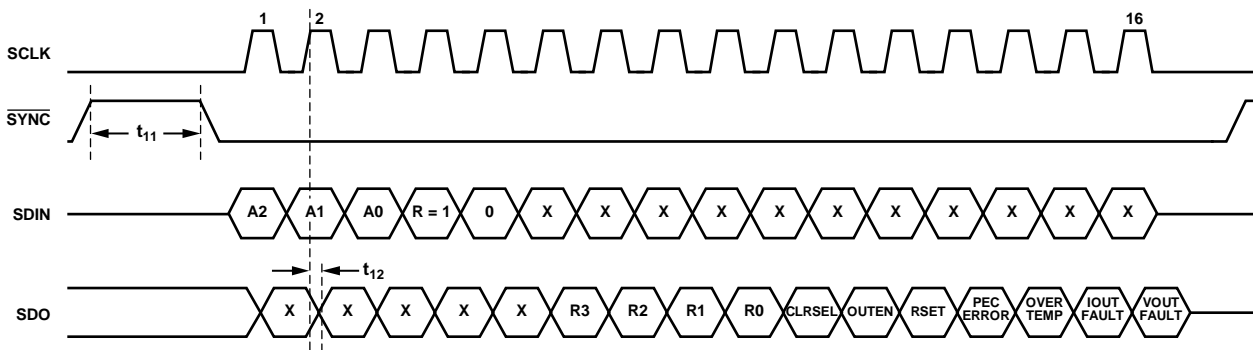 1 2 16
SCLK
SYNC
t11
SDIN A2 A1 A0 R = 1 0 X X X X X X X X X X X
t12
SDO X X X X X R3 R2 R1 R0 CLRSEL OUTEN RSET PEC ERROR OVER TEMP IOUT FAULT VOUT FAULT